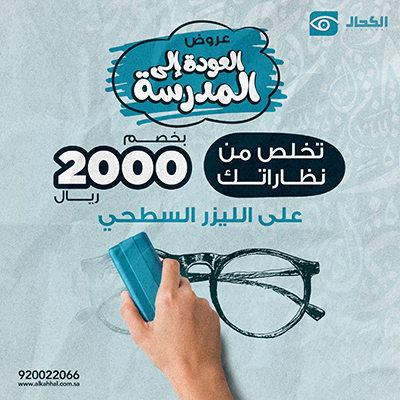 الكحال
عروض
العودة إلى
المدرسة
تخلص من
نظاراتك
بخصم
2000
ريال
على الليزر السطحي
920022066
www.alkahhal.com.sa